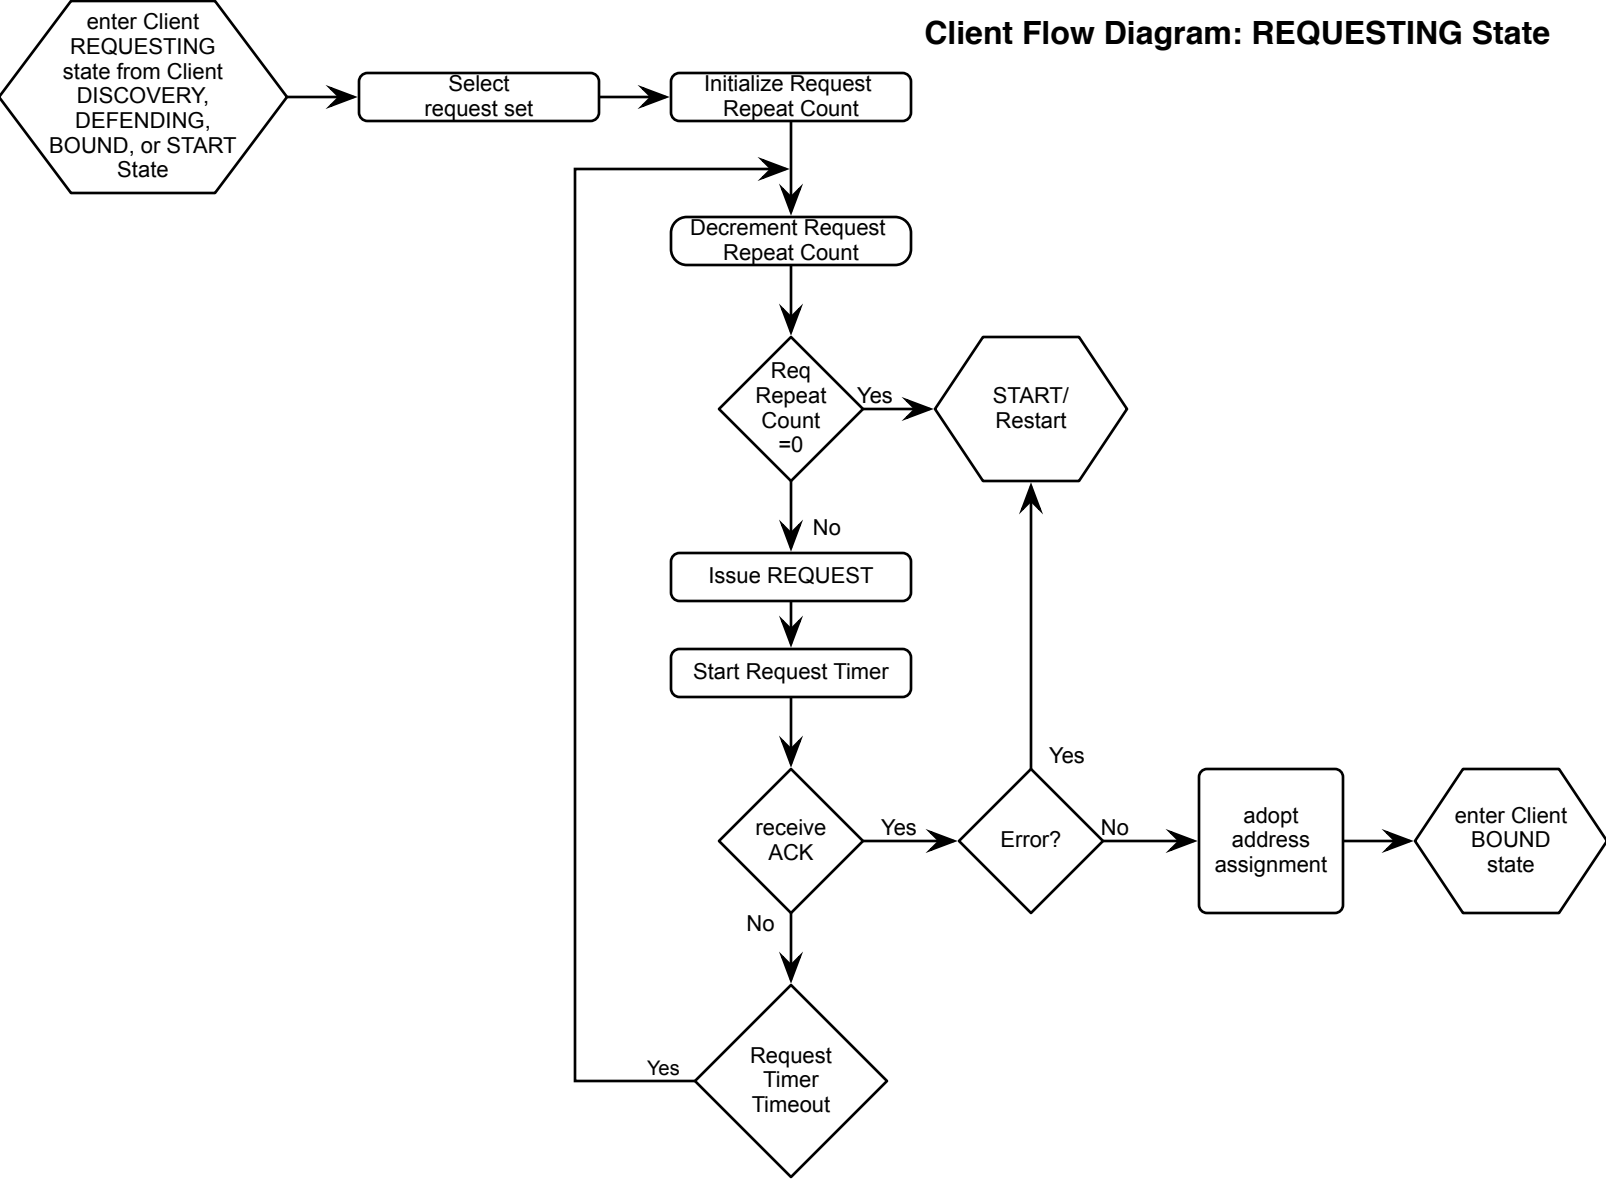 Client Flow Diagram: REQUESTING State
enter Client
REQUESTING
state from Client
DISCOVERY,
DEFENDING,
BOUND, or START
State
Select
request set
Initialize Request
Repeat Count
Decrement Request
Repeat Count
Req
Repeat
Count
=0
Yes
START/
Restart
No
Issue REQUEST
Start Request Timer
receive
ACK
Yes
Error?
Yes
No
adopt
address
assignment
enter Client
BOUND
state
No
Request
Timer
Timeout
Yes